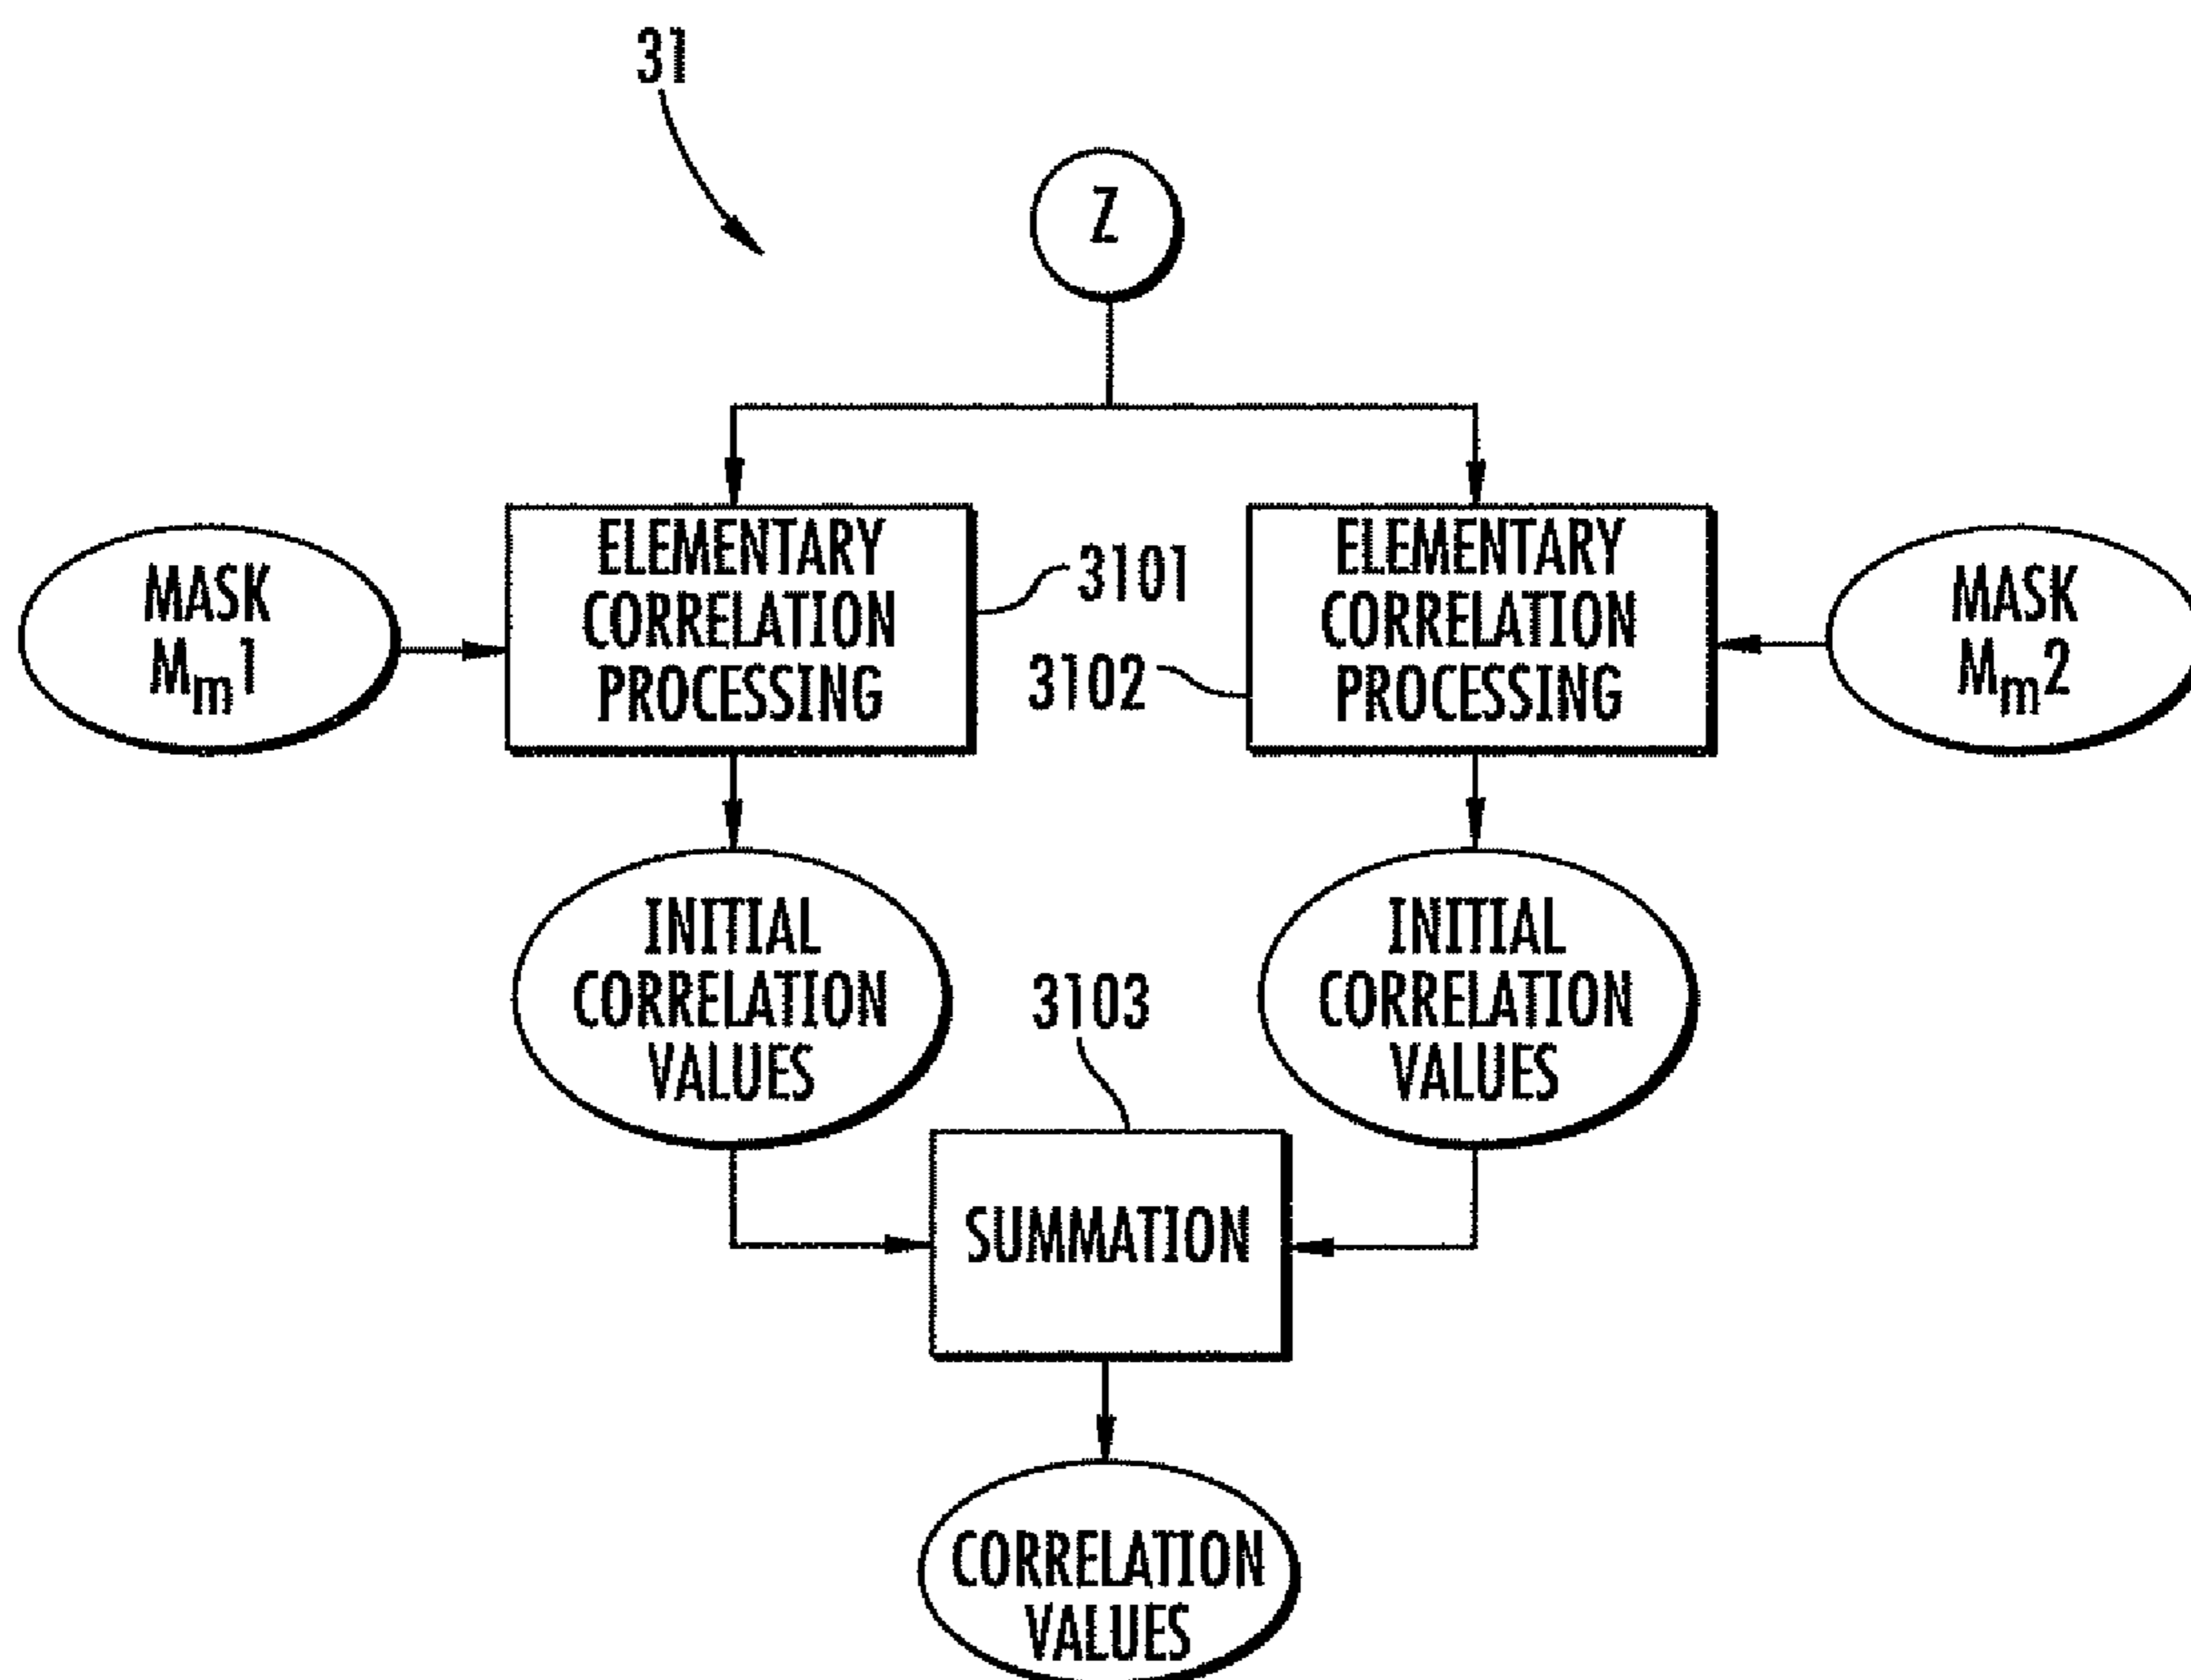 31
Z
MASK
Mm1
ELEMENTARY
CORRELATION
PROCESSING
3101
3102
ELEMENTARY
CORRELATION
PROCESSING
MASK
Mm2
INITIAL
CORRELATION
VALUES
3103
INITIAL
CORRELATION
VALUES
SUMMATION
CORRELATION
VALUES